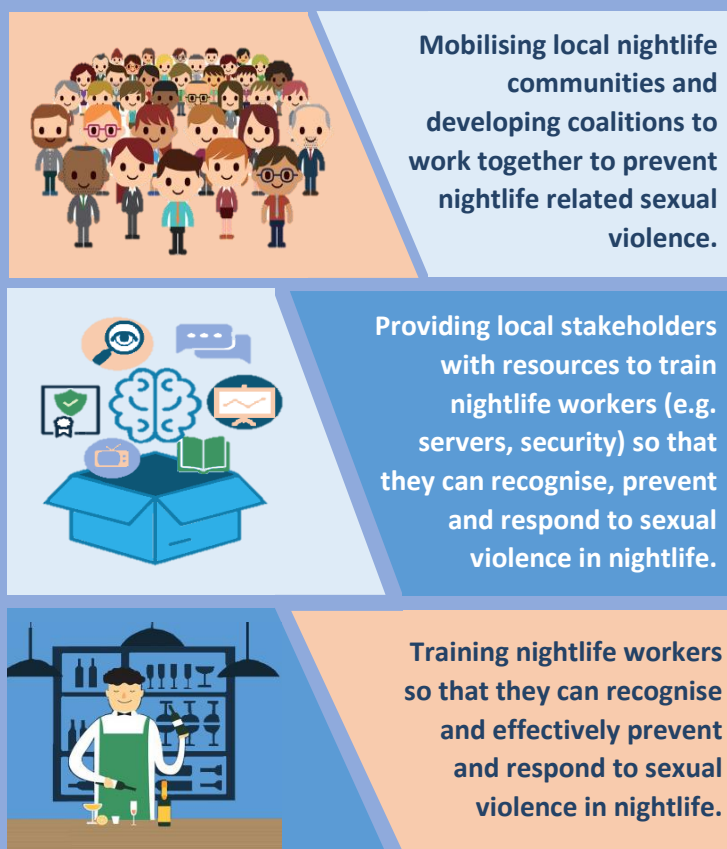 Mobilising local nightlife
communities and
developing coalitions to
work together to prevent
nightlife related sexual
violence.
Providing local stakeholders
with resources to train
nightlife workers (e.g.
servers, security) so that
they can recognise, prevent
and respond to sexual
violence in nightlife.
Training nightlife workers
so that they can recognise
and effectively prevent
and respond to sexual
violence in nightlife.